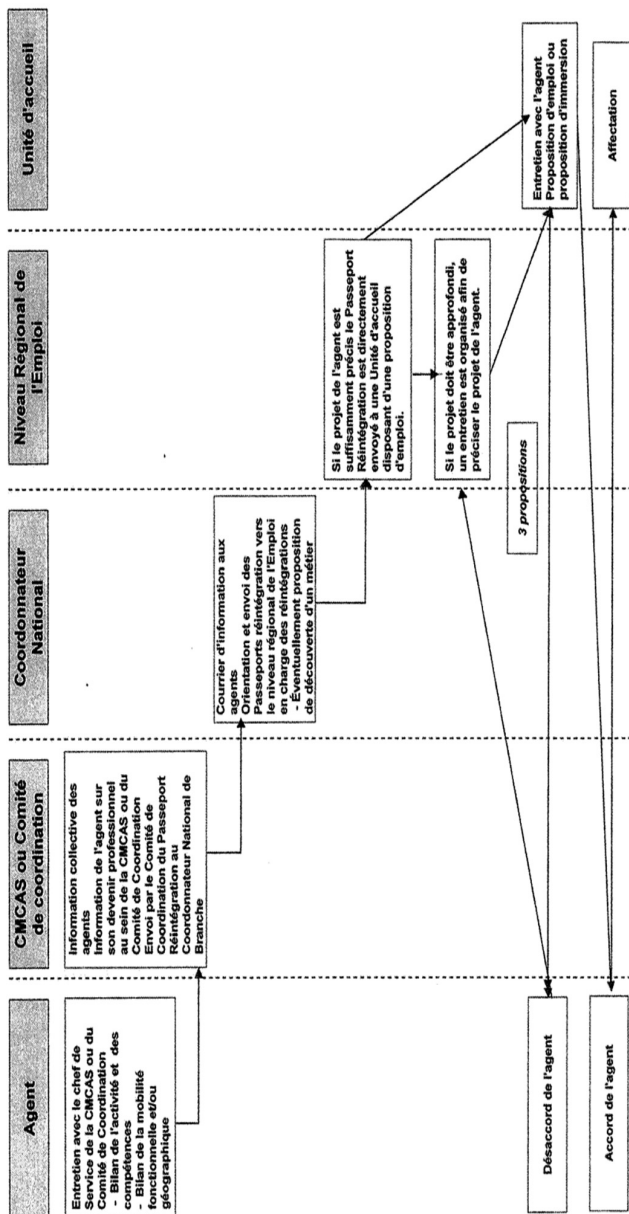 Agent
CMCAS ou Comité
de coordination
Coordonnateur
National
Niveau Régional de
l'Emploi
Unité d'accueil
Entretien avec le chef de
Service de la CMCAS ou du
Comité de Coordination
- Bilan de l'activité et des
compétences
- Bilan de la mobilité
fonctionnelle et/ou
géographique
Information collective des
agents
Information de l'agent sur
son devenir professionnel
au sein de la CMCAS ou du
Comité de Coordination
Envoi par le Comité de
Coordination du Passeport
Réintégration au
Coordonnateur National de
Branche
Courrier d'information aux
agents
Orientation et envoi des
Passeports réintégration vers
le niveau régional de l'Emploi
en charge des réintégrations
- Éventuellement proposition
de découverte d'un métier
Si le projet de l'agent est
suffisamment précis le Passeport
Réintégration est directement
envoyé à une Unité d'accueil
disposant d'une proposition
d'emploi.
Si le projet doit être approfondi,
un entretien est organisé afin de
préciser le projet de l'agent.
3 propositions
Entretien avec l'agent
Proposition d'emploi ou
proposition d'immersion
Désaccord de l'agent
Accord de l'agent
Affectation